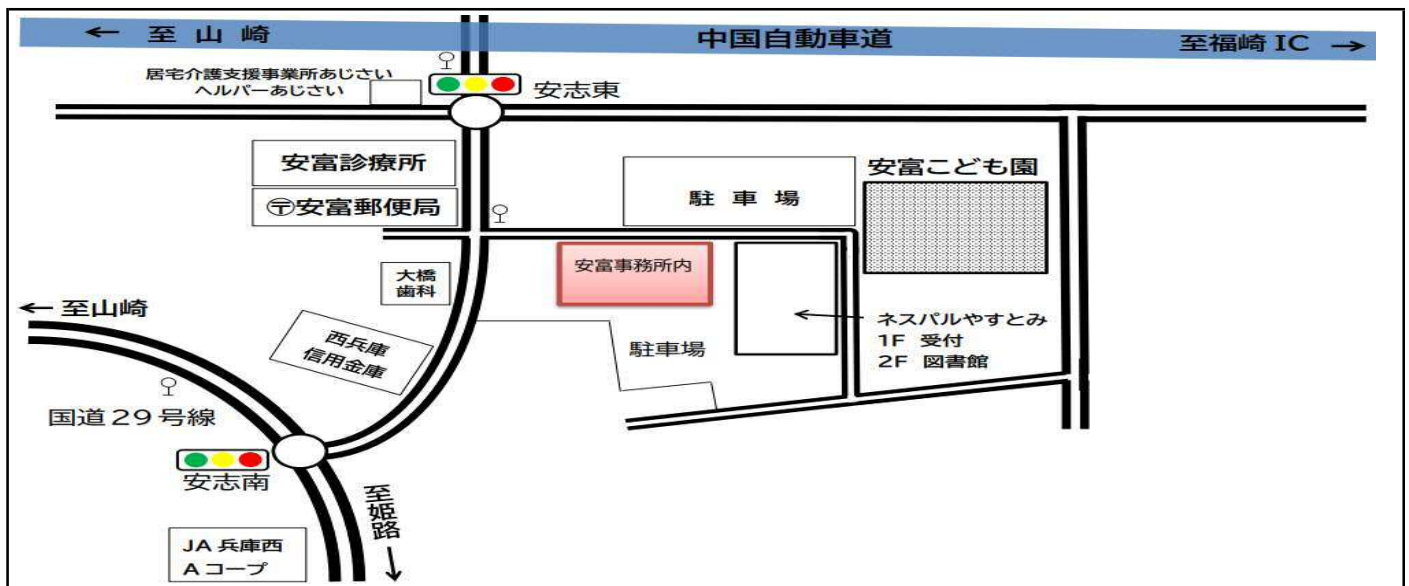 ← 至 山 崎
中国自動車道
至福崎 IC →
居宅介護支援事業所あじさい
ヘルパーあじさい
安志東
安富診療所
〒安富郵便局
駐 車 場
安富こども園
大橋
歯科
安富事務所内
← 至山崎
西兵庫
信用金庫
駐車場
ネスパルやすとみ
1F 受付
2F 図書館
国道29号線
安志南
至姫路
JA 兵庫西
A コープ